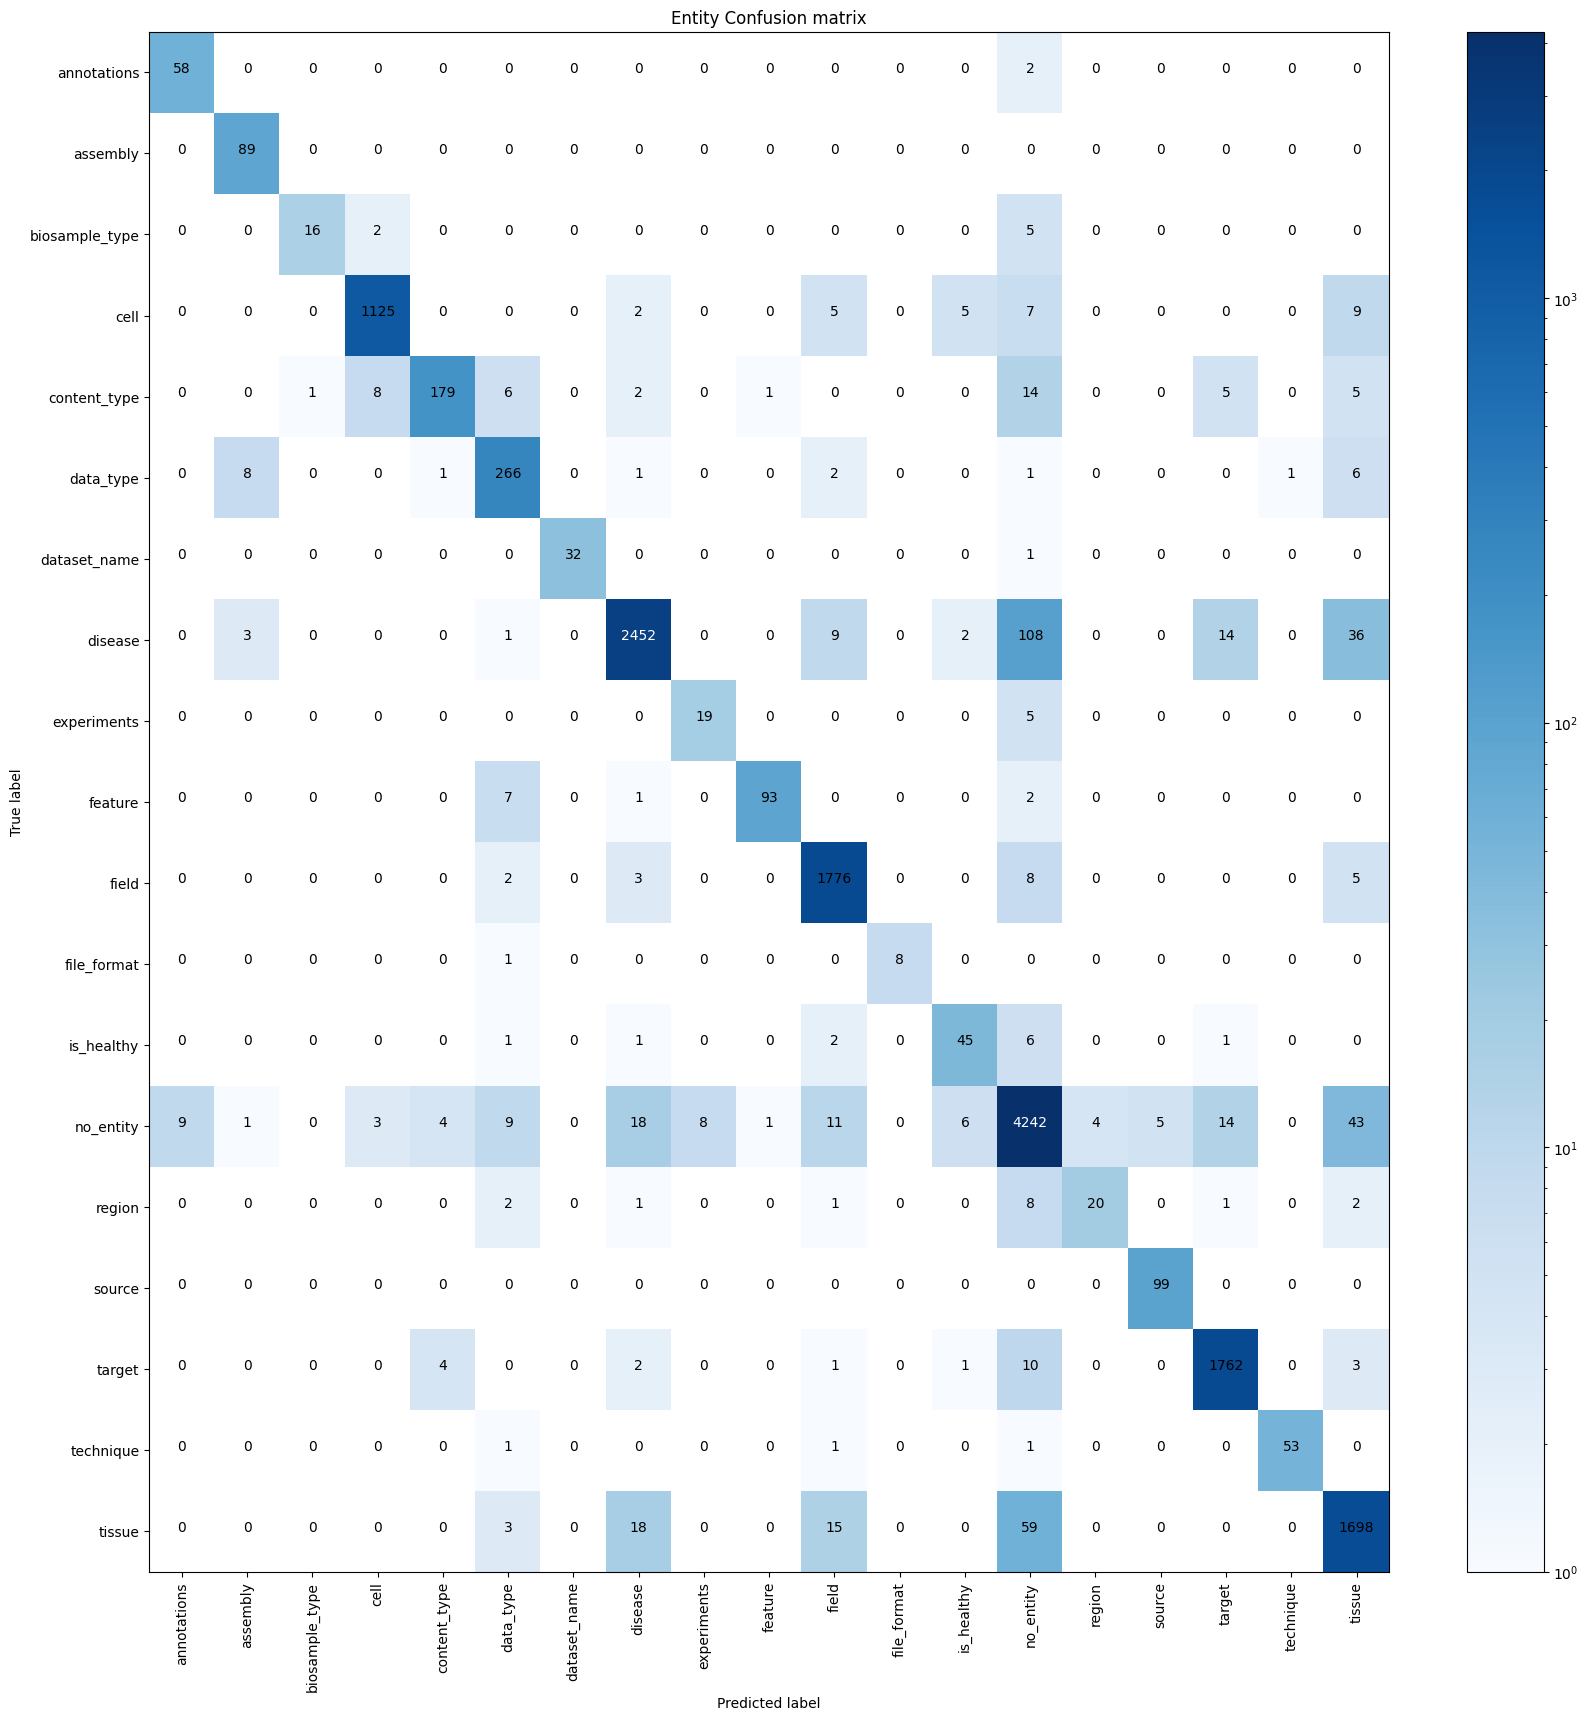 Entity Confusion matrix
annotations 58 0 0 0 0 0 0 0 0 0 0 0 0 2 0 0 0 0 0
assembly 0 89 0 0 0 0 0 0 0 0 0 0 0 0 0 0 0 0 0
biosample_type 0 0 16 2 0 0 0 0 0 0 0 0 0 5 0 0 0 0 0
cell 0 0 0 1125 0 0 0 2 0 0 5 0 5 7 0 0 0 0 9
10³
content_type 0 0 1 8 179 6 0 2 0 1 0 0 0 14 0 0 5 0 5
data_type 0 8 0 0 1 266 0 1 0 0 2 0 0 1 0 0 0 1 6
dataset_name 0 0 0 0 0 0 32 0 0 0 0 0 0 1 0 0 0 0 0
disease 0 3 0 0 0 1 0 2452 0 0 9 0 2 108 0 0 14 0 36
experiments 0 0 0 0 0 0 0 0 19 0 0 0 0 5 0 0 0 0 0
10²
feature 0 0 0 0 0 7 0 1 0 93 0 0 0 2 0 0 0 0 0
True label
field 0 0 0 0 0 2 0 3 0 0 1776 0 0 8 0 0 0 0 5
file_format 0 0 0 0 0 1 0 0 0 0 0 8 0 0 0 0 0 0 0
is_healthy 0 0 0 0 0 1 0 1 0 0 2 0 45 6 0 0 1 0 0
no_entity 9 1 0 3 4 9 0 18 8 1 11 0 6 4242 4 5 14 0 43
10¹
region 0 0 0 0 0 2 0 1 0 0 1 0 0 8 20 0 1 0 2
source 0 0 0 0 0 0 0 0 0 0 0 0 0 0 0 99 0 0 0
target 0 0 0 0 4 0 0 2 0 0 1 0 1 10 0 0 1762 0 3
technique 0 0 0 0 0 1 0 0 0 0 1 0 0 1 0 0 0 53 0
tissue 0 0 0 0 0 3 0 18 0 0 15 0 0 59 0 0 0 0 1698
10⁰
annotations assembly biosample_type cell content_type data_type dataset_name disease experiments feature field file_format is_healthy no_entity region source target technique tissue
Predicted label